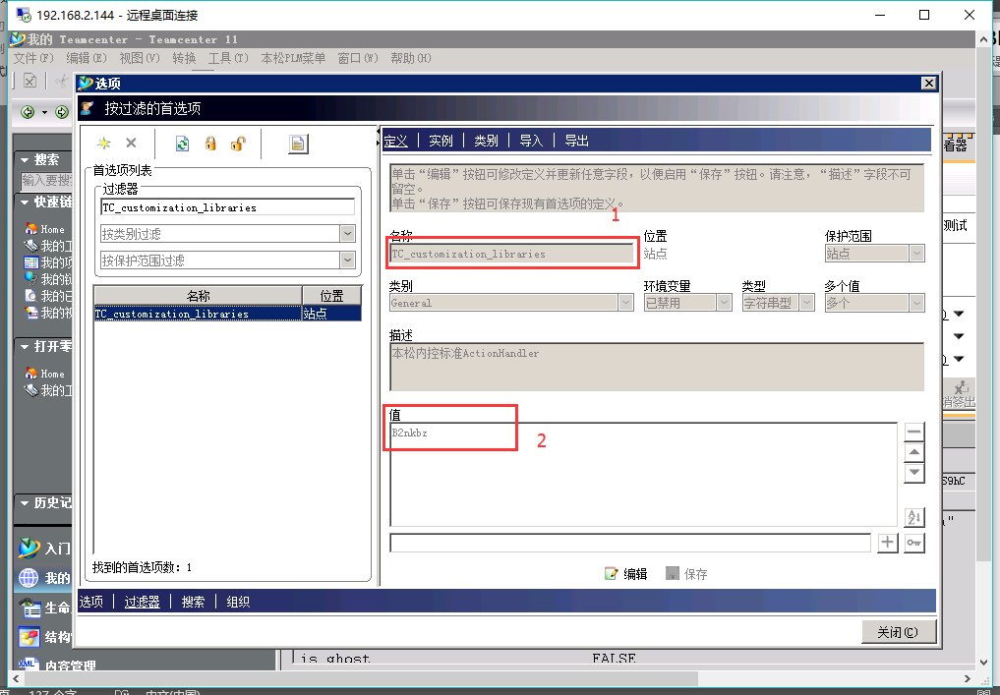 192.168.2.144 - 远程桌面连接
我的 Teamcenter - Teamcenter 11
文件(F) 编辑(E) 视图(V) 转换 工具(T) 本松PLM菜单 窗口(W) 帮助(H)
选项
按过滤的首选项
搜索
输入要搜
快速链
Home
我的工
我的项
我的
我的已
我的视
打开零
Home
我的工
历史记
入门
我的
生命
结构
内容管理
首选项列表
过滤器
TC_customization_libraries
按类别过滤
按保护范围过滤
名称 位置
TC_customization_libraries 站点
找到的首选项数: 1
定义 实例 类别 导入 导出
单击“编辑”按钮可修改定义并更新任意字段，以便启用“保存”按钮。请注意，“描述”字段不可
留空。
单击“保存”按钮可保存现有首选项的定义。
1
名称 位置 保护范围
TC_customization_libraries 站点 站点
类别 环境变量 类型 多个值
General 已禁用 字符串型 多个
描述
本松内控标准ActionHandler
值
B2nkbz
2
编辑 保存
选项 过滤器 搜索 组织
关闭(C)
看器
测试
消签出
S9hC
is ghost FALSE